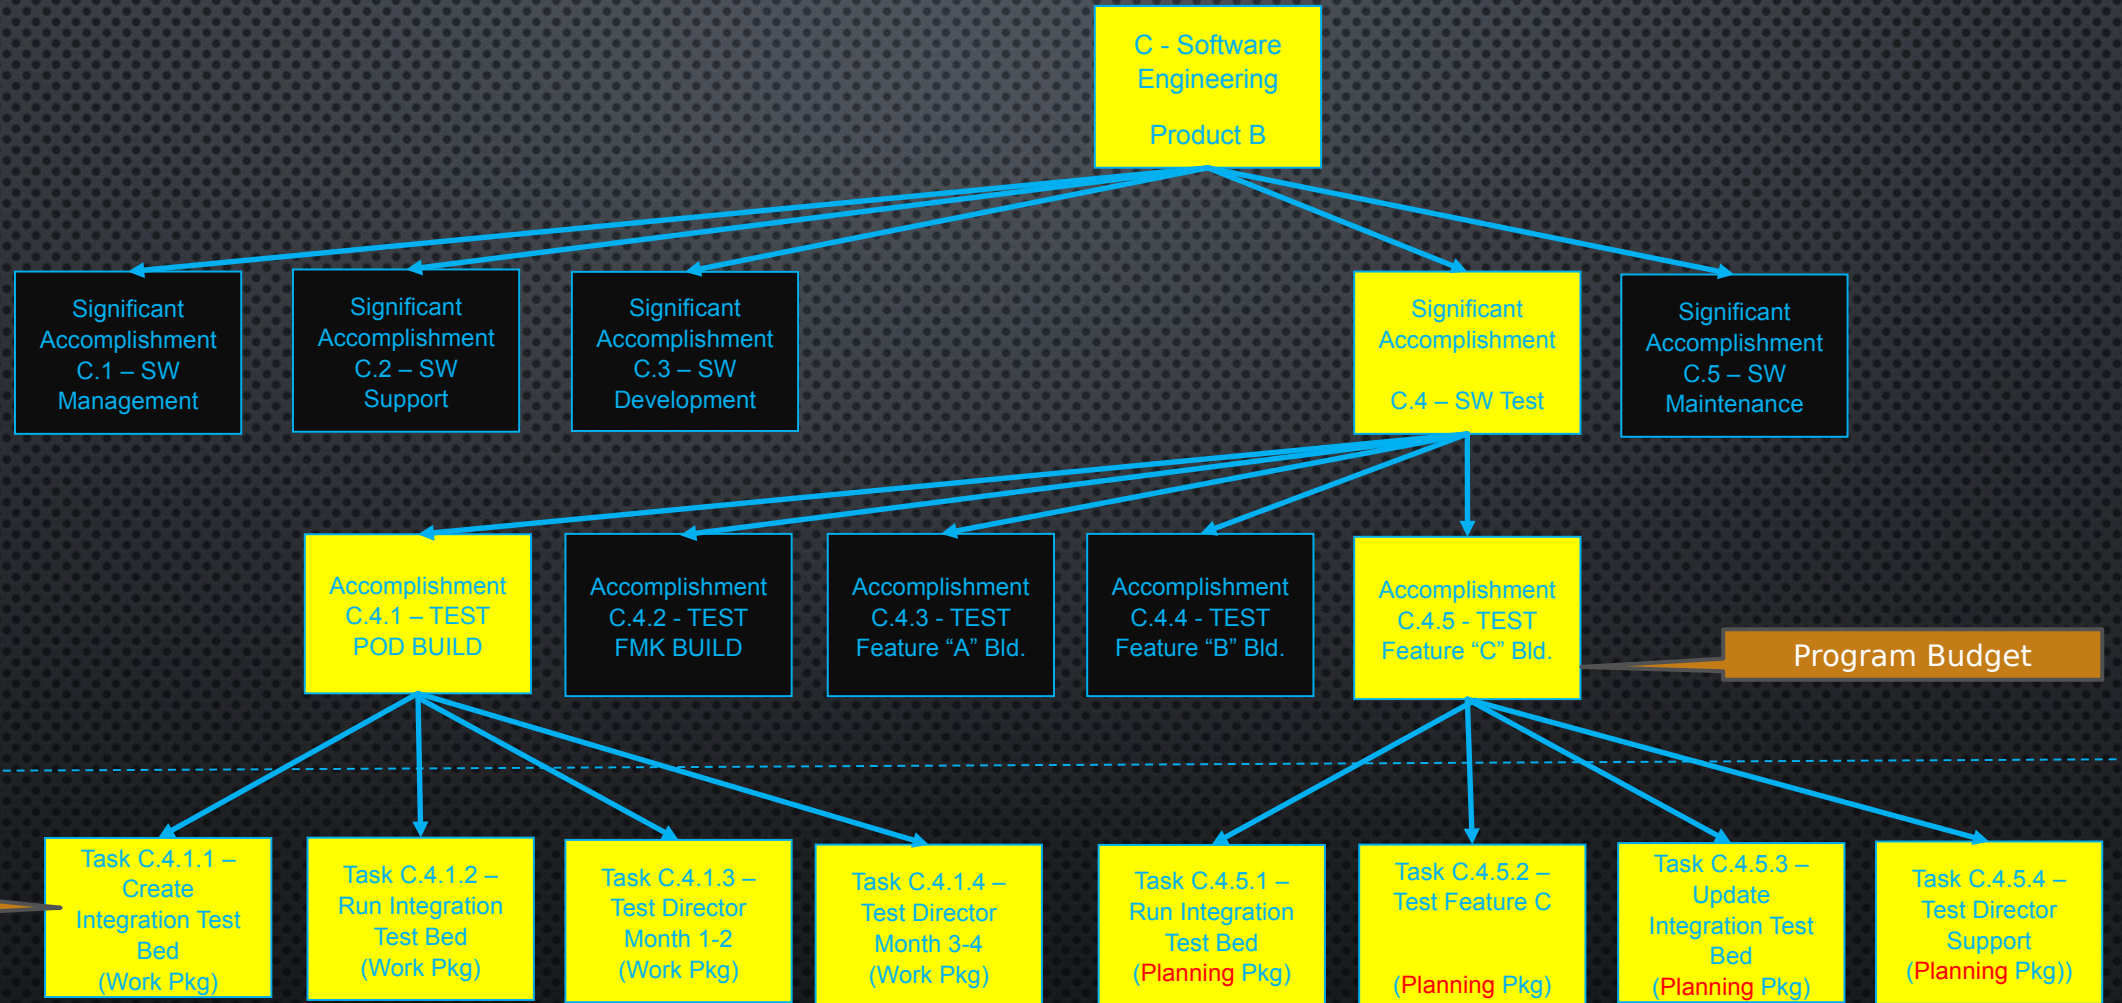 C - Software
Engineering
Product B
Significant
Accomplishment
C.1 – SW
Management
Significant
Accomplishment
C.2 – SW
Support
Significant
Accomplishment
C.3 – SW
Development
Significant
Accomplishment
C.4 – SW Test
Significant
Accomplishment
C.5 – SW
Maintenance
Accomplishment
C.4.1 – TEST
POD BUILD
Accomplishment
C.4.2 - TEST
FMK BUILD
Accomplishment
C.4.3 - TEST
Feature “A” Bld.
Accomplishment
C.4.4 - TEST
Feature “B” Bld.
Accomplishment
C.4.5 - TEST
Feature “C” Bld.
Program Budget
Task C.4.1.1 –
Create
Integration Test
Bed
(Work Pkg)
Task C.4.1.2 –
Run Integration
Test Bed
(Work Pkg)
Task C.4.1.3 –
Test Director
Month 1-2
(Work Pkg)
Task C.4.1.4 –
Test Director
Month 3-4
(Work Pkg)
Task C.4.5.1 –
Run Integration
Test Bed
(Planning Pkg)
Task C.4.5.2 –
Test Feature C
(Planning Pkg)
Task C.4.5.3 –
Update
Integration Test
Bed
(Planning Pkg)
Task C.4.5.4 –
Test Director
Support
(Planning Pkg))